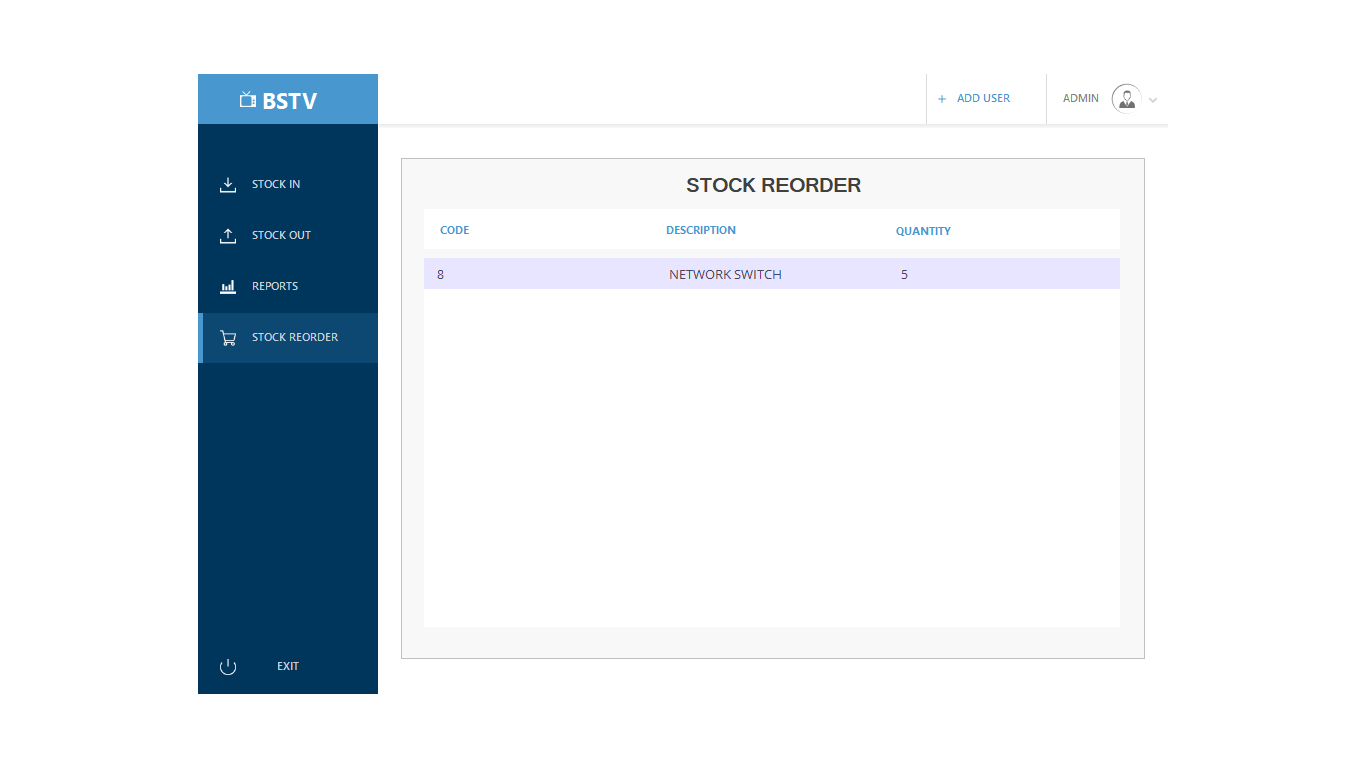 BSTV
+ ADD USER
ADMIN
STOCK IN
STOCK OUT
REPORTS
STOCK REORDER
EXIT
STOCK REORDER
CODE DESCRIPTION QUANTITY
8 NETWORK SWITCH 5